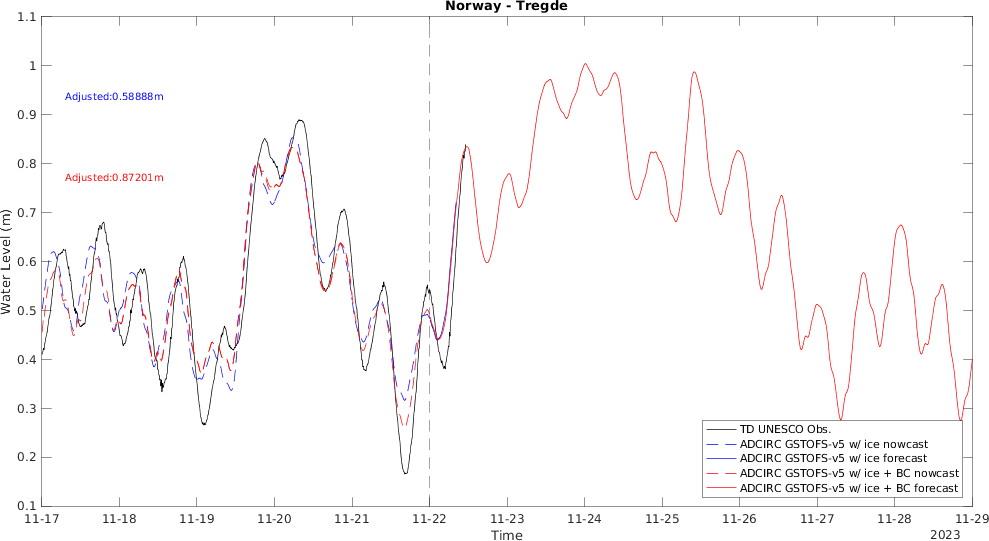 Norway - Tregde
1.1
1
0.9
0.8
0.7
0.6
0.5
0.4
0.3
0.2
0.1
Water Level (m)
Adjusted:0.58888m
Adjusted:0.87201m
TD UNESCO Obs.
ADCIRC GSTOFS-v5 w/ ice nowcast
ADCIRC GSTOFS-v5 w/ ice forecast
ADCIRC GSTOFS-v5 w/ ice + BC nowcast
ADCIRC GSTOFS-v5 w/ ice + BC forecast
11-17 11-18 11-19 11-20 11-21 11-22 11-23 11-24 11-25 11-26 11-27 11-28 11-29
Time
2023